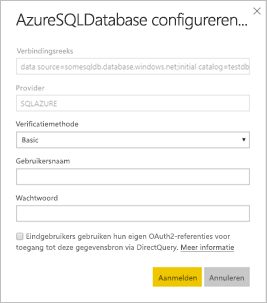 AzureSQLDatabase configureren...
Verbindingsreeks
data source=somesqldb.database.windows.net;initial catalog=testdb
Provider
SQLAZURE
Verificatiemethode
Basic
Gebruikersnaam
Wachtwoord
Eindgebruikers gebruiken hun eigen OAuth2-referenties voor
toegang tot deze gegevensbron via DirectQuery. Meer informatie
Aanmelden
Annuleren